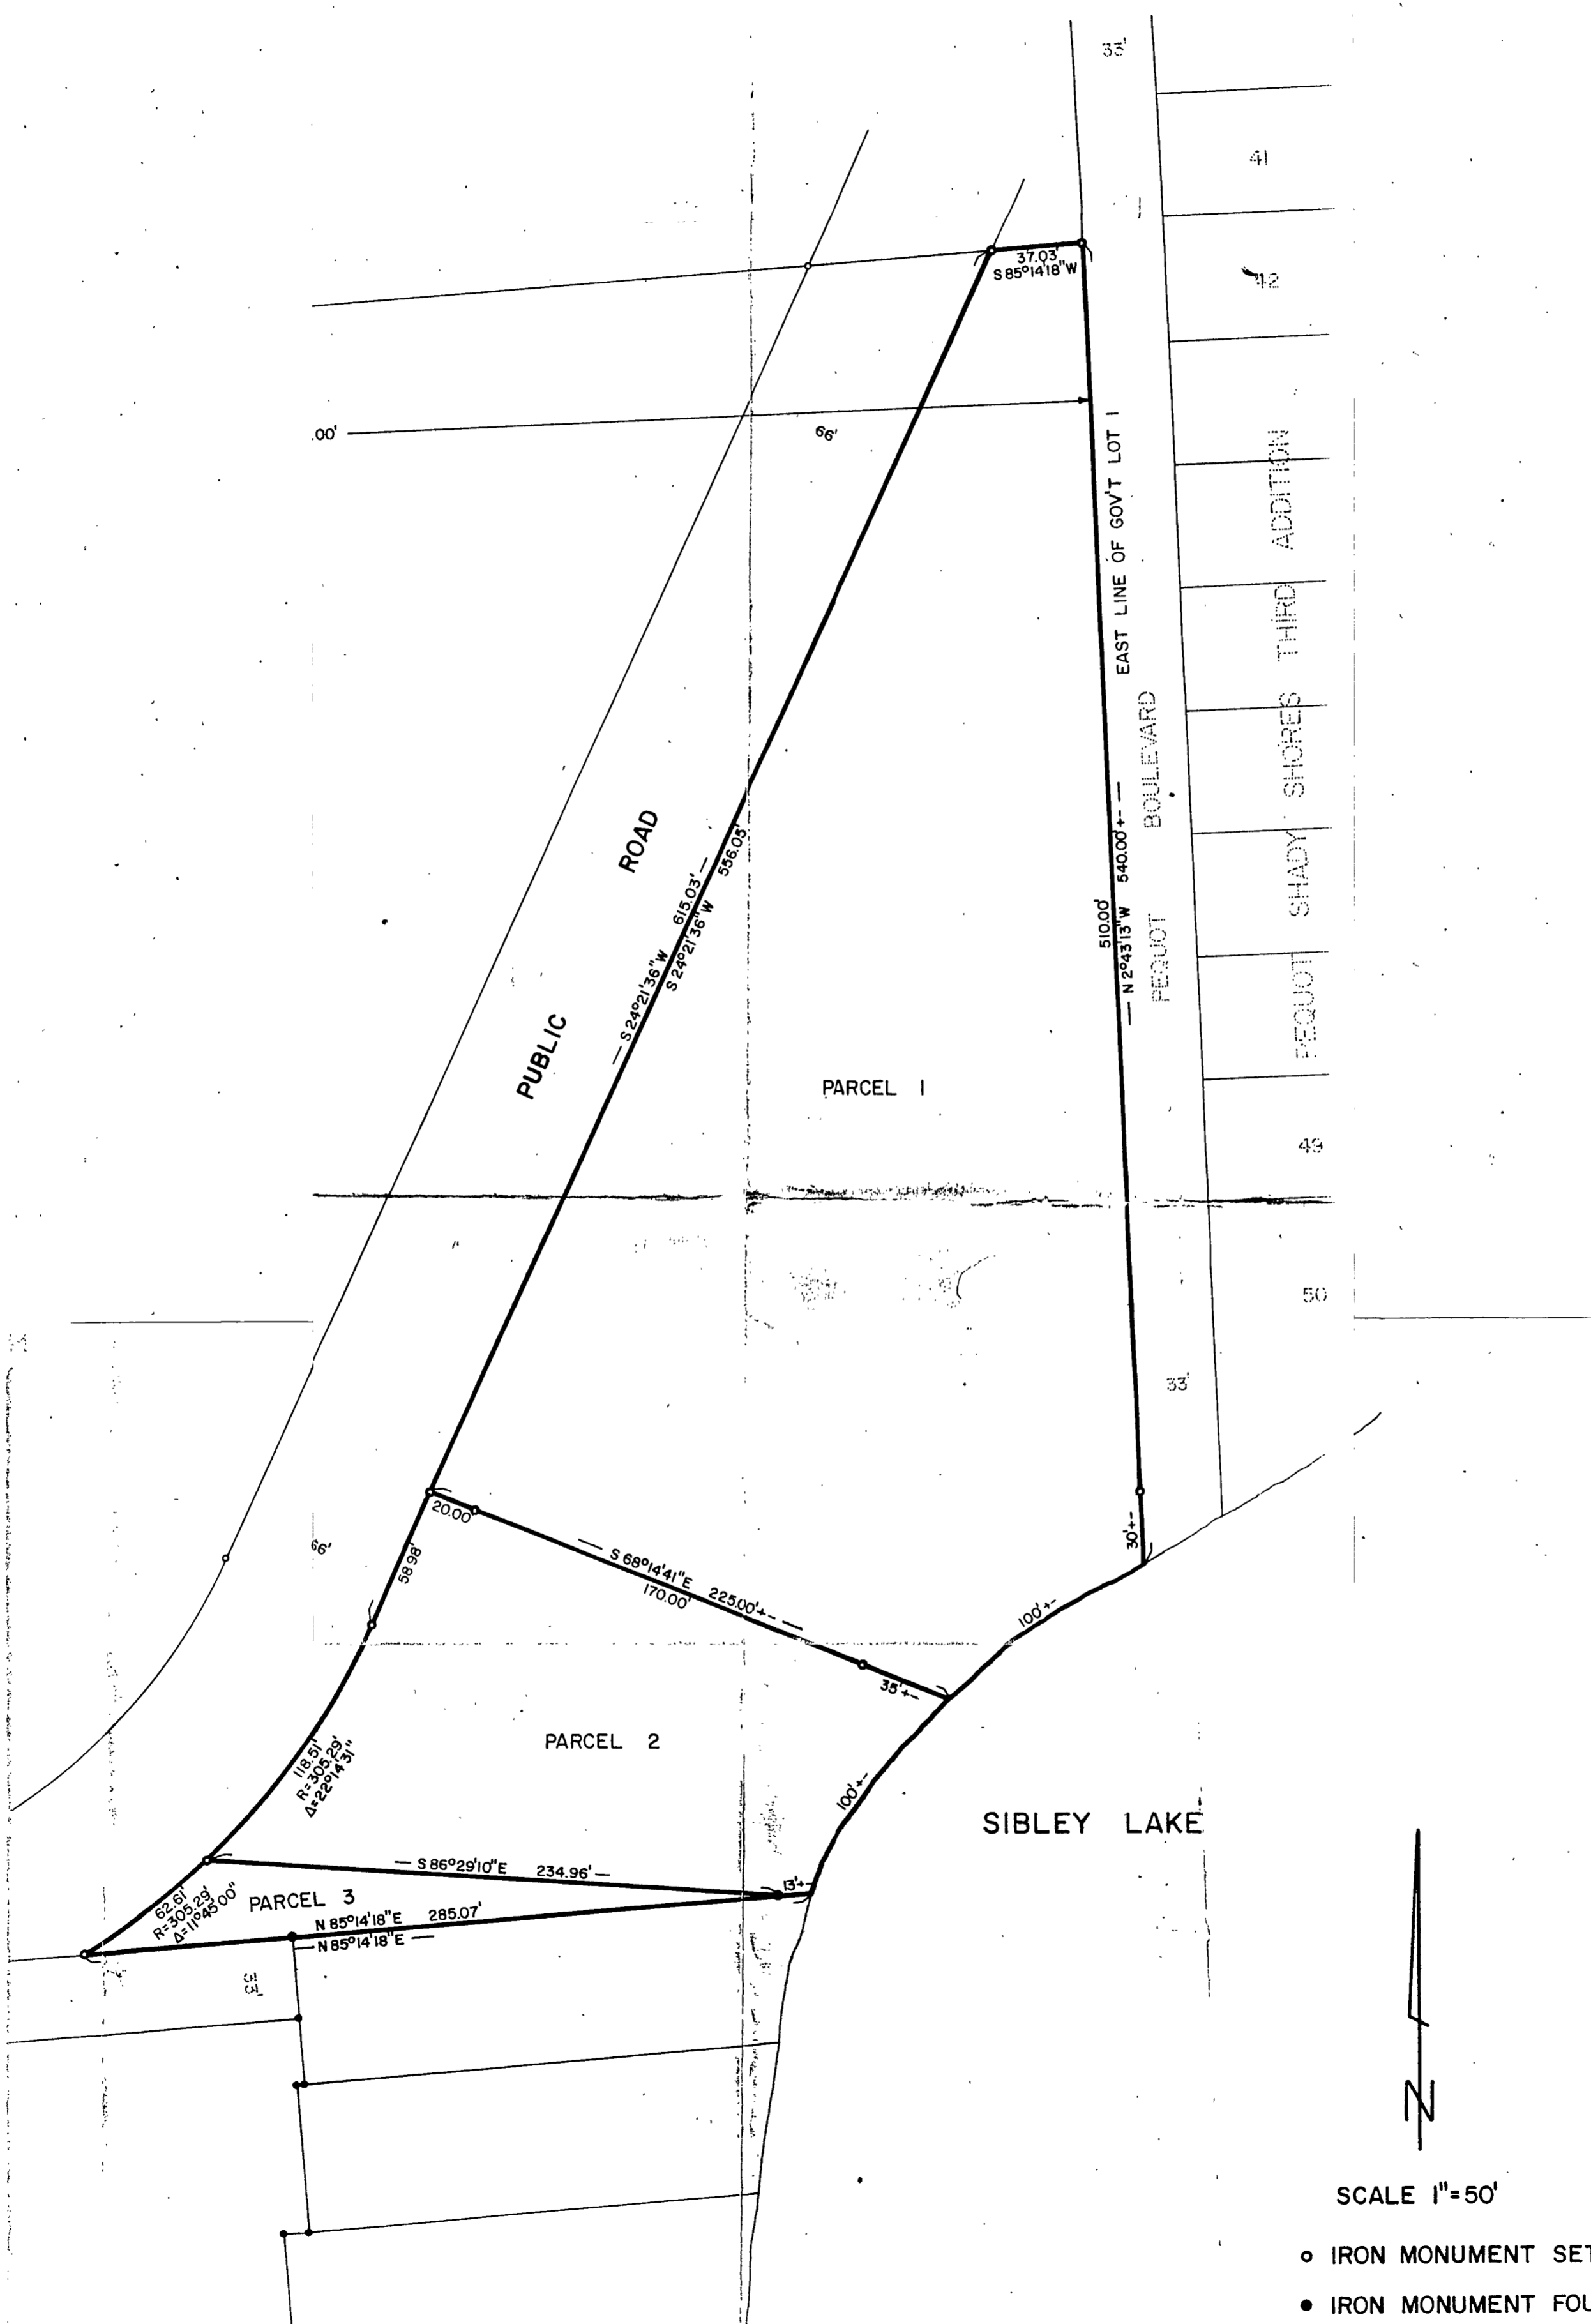 33'
41
37.03'
S 85°14'18"W
42
.00'
66'
EAST LINE OF GOV'T LOT 1
PEQUOT SHADY SHORES THIRD ADDITION
PUBLIC ROAD
S 24°21'36"W 615.03'
S 24°21'36"W 556.05'
510.00'
N 2°43'13"W 540.00'+-
PEQUOT BOULEVARD
PARCEL 1
49
50
33'
20.00'
66'
58.98'
S 68°14'41"E 225.00'+-
170.00'
35'+-
30'+-
100'+-
PARCEL 2
118.51'
R=305.29'
Δ=22°14'31"
100'+-
SIBLEY LAKE
S 86°29'10"E 234.96'
13'+-
62.61'
R=305.29'
Δ=11°45'00"
PARCEL 3
N 85°14'18"E 285.07'
N 85°14'18"E
33'
N
SCALE 1"=50'
IRON MONUMENT SET
IRON MONUMENT FOU